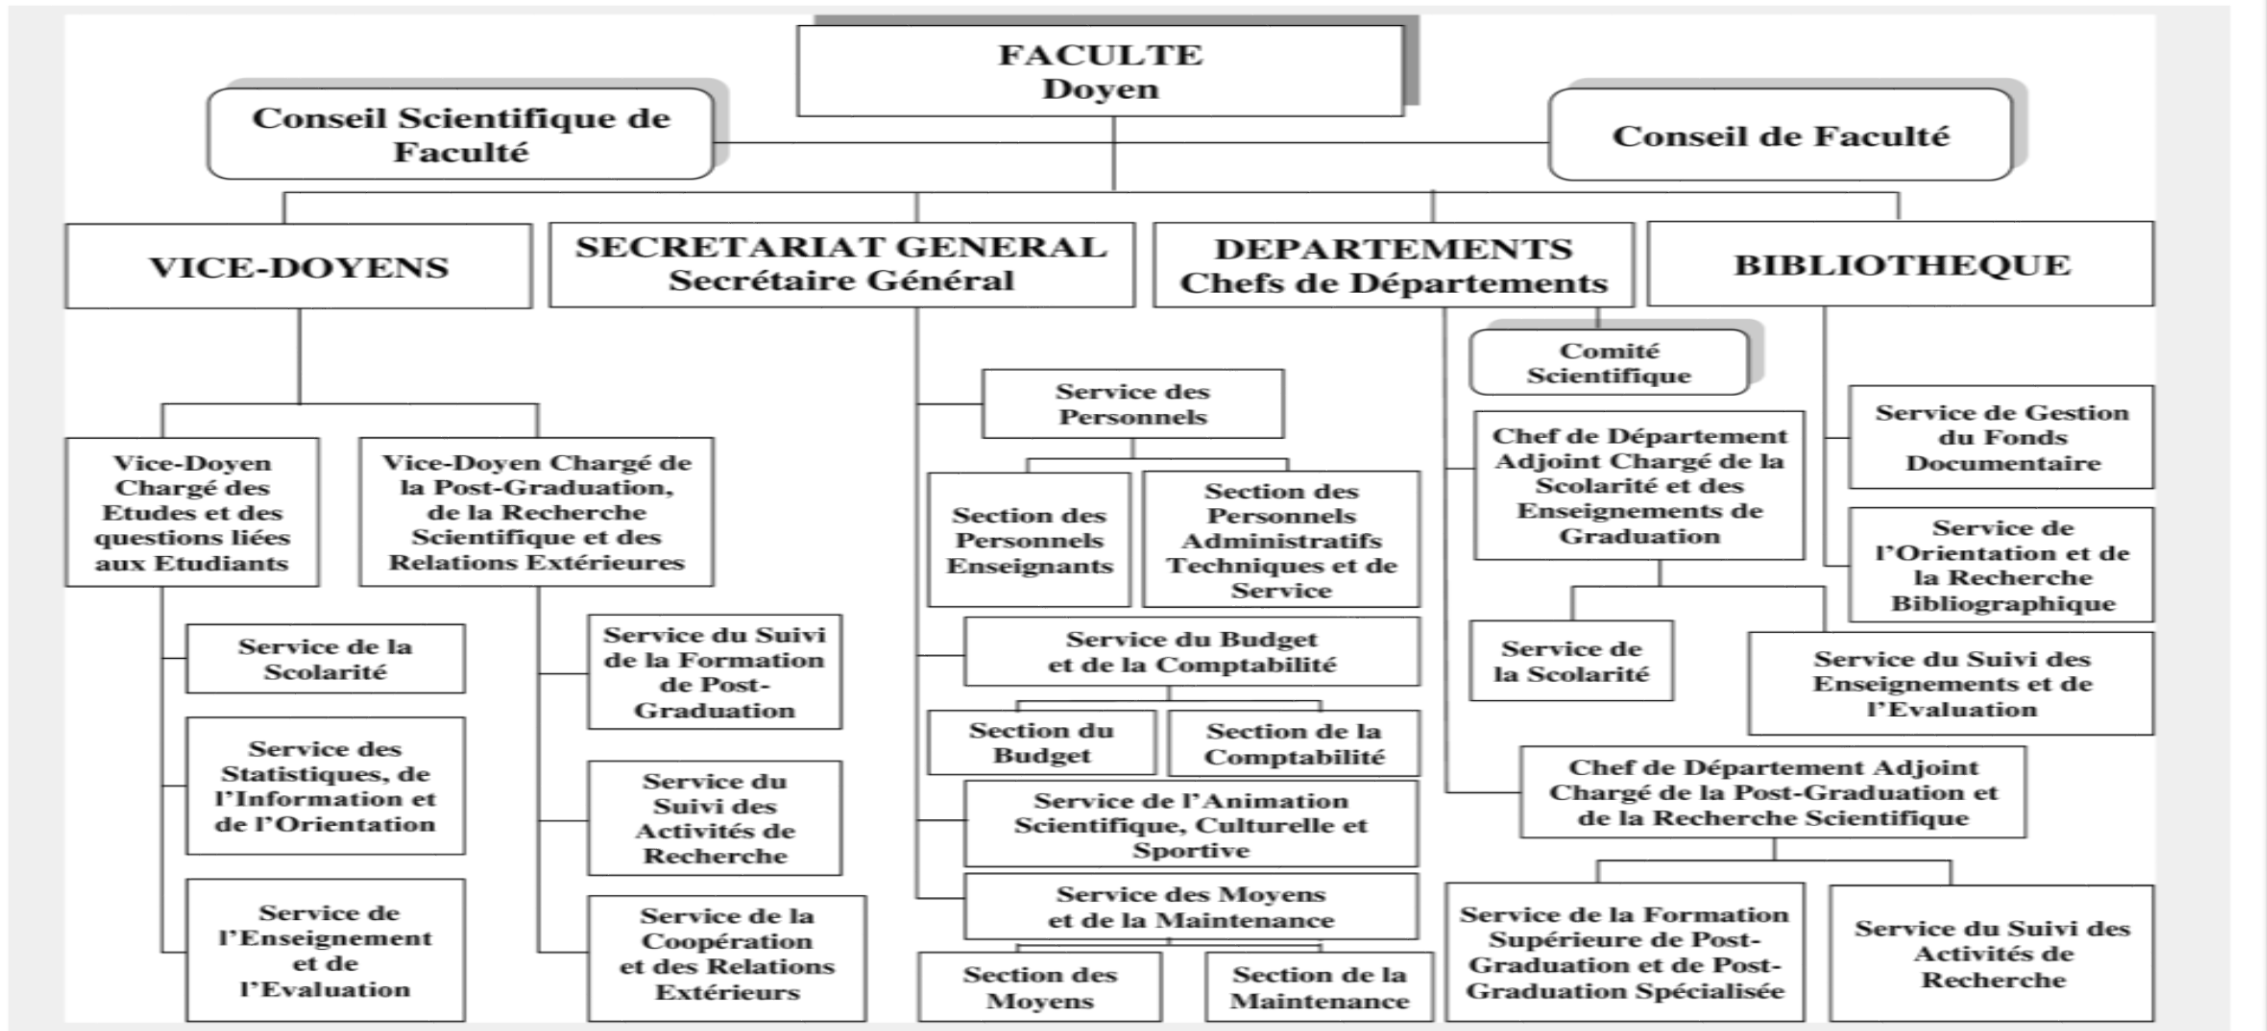 FACULTE
Doyen
Conseil Scientifique de
Faculté
Conseil de Faculté
VICE-DOYENS
SECRETARIAT GENERAL
Secrétaire Général
DEPARTEMENTS
Chefs de Départements
BIBLIOTHEQUE
Vice-Doyen
Chargé des
Etudes et des
questions liées
aux Etudiants
Service de la
Scolarité
Service des
Statistiques, de
l'Information et
de l'Orientation
Service de
l'Enseignement
et de
l'Evaluation
Vice-Doyen Chargé de
la Post-Graduation,
de la Recherche
Scientifique et des
Relations Extérieures
Service du Suivi
de la Formation
de Post-
Graduation
Service du
Suivi des
Activités de
Recherche
Service de la
Coopération
et des Relations
Extérieurs
Service des
Personnels
Section des
Personnels
Enseignants
Section des
Personnels
Administratifs
Techniques et de
Service
Service du Budget
et de la Comptabilité
Section du
Budget
Section de la
Comptabilité
Service de l'Animation
Scientifique, Culturelle et
Sportive
Service des Moyens
et de la Maintenance
Section des
Moyens
Section de la
Maintenance
Comité
Scientifique
Chef de Département
Adjoint Chargé de la
Scolarité et des
Enseignements de
Graduation
Service de
la Scolarité
Service du Suivi des
Enseignements et de
l'Evaluation
Chef de Département Adjoint
Chargé de la Post-Graduation et
de la Recherche Scientifique
Service de la Formation
Supérieure de Post-
Graduation et de Post-
Graduation Spécialisée
Service du Suivi des
Activités de
Recherche
Service de Gestion
du Fonds
Documentaire
Service de
l'Orientation et de
la Recherche
Bibliographique